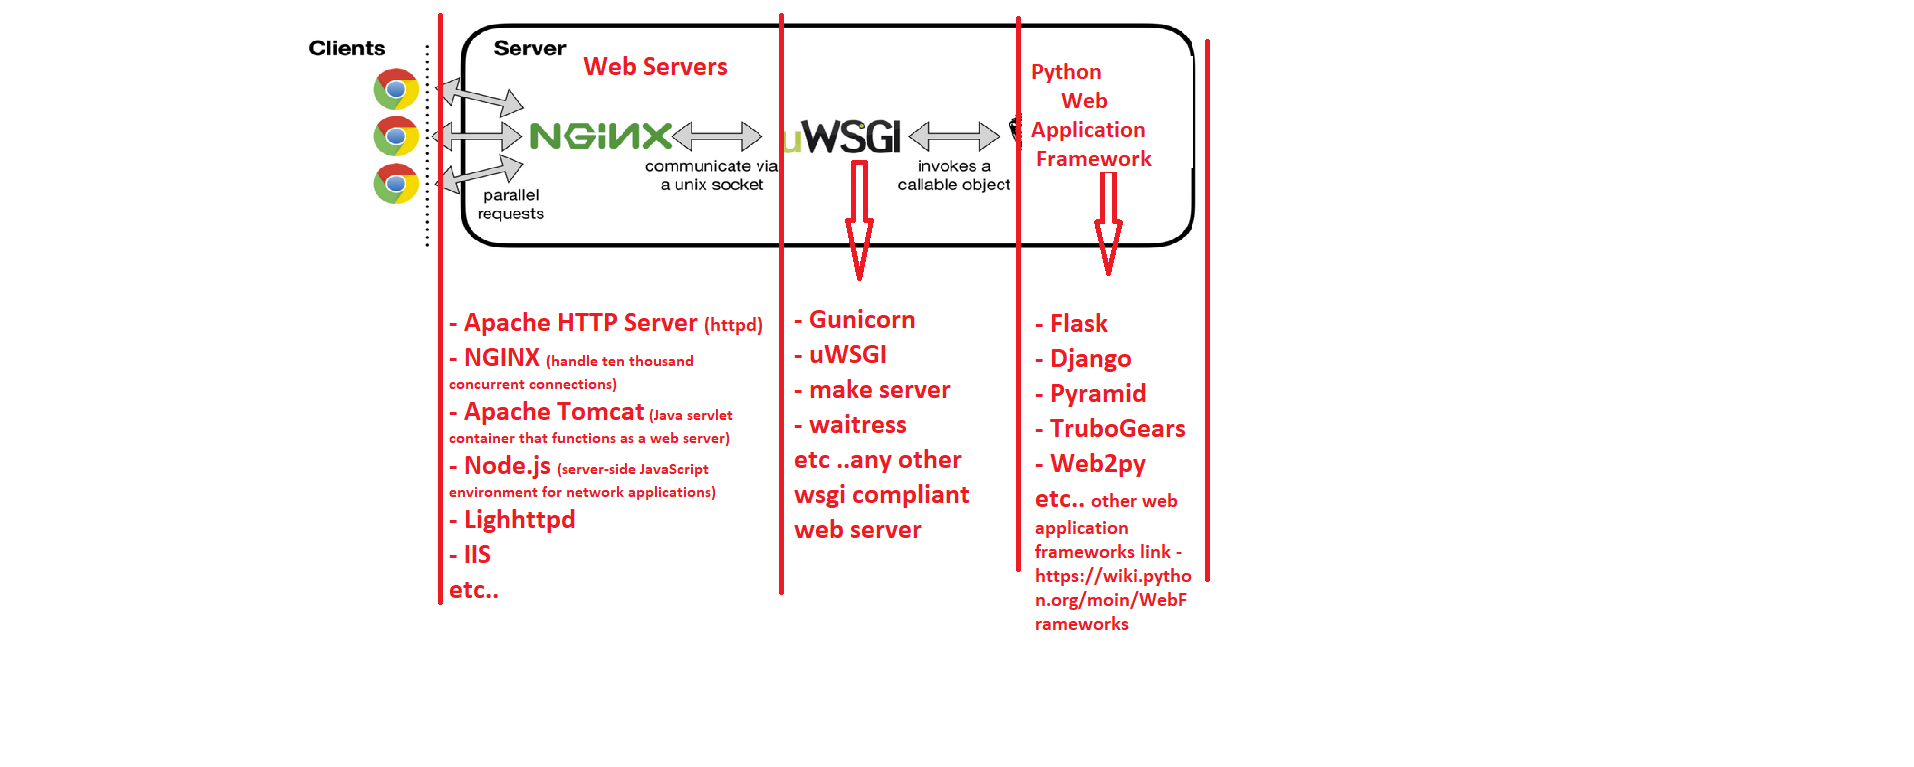 Clients
Server
Web Servers
Python
Web
Application
Framework
NGiNX
uWSGI
communicate via
a unix socket
invokes a
callable object
parallel
requests
- Apache HTTP Server (httpd)
- NGINX (handle ten thousand
concurrent connections)
- Apache Tomcat (Java servlet
container that functions as a web server)
- Node.js (server-side JavaScript
environment for network applications)
- Lighhttpd
- IIS
etc..
- Gunicorn
- uWSGI
- make server
- waitress
etc ..any other
wsgi compliant
web server
- Flask
- Django
- Pyramid
- TruboGears
- Web2py
etc.. other web
application
frameworks link -
https://wiki.pytho
n.org/moin/WebF
rameworks